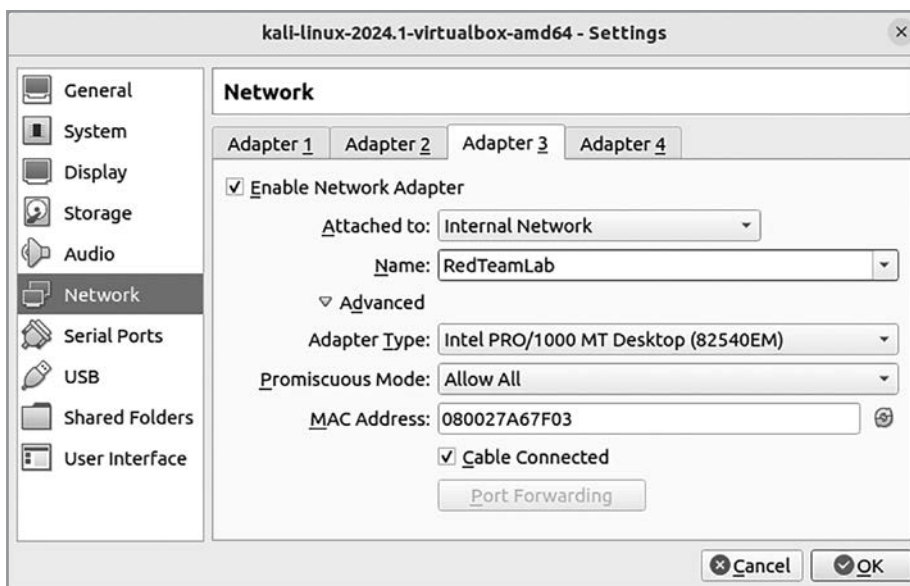 kali-linux-2024.1-virtualbox-amd64 - Settings
General
System
Display
Storage
Audio
Network
Serial Ports
USB
Shared Folders
User Interface
Network
Adapter 1 Adapter 2 Adapter 3 Adapter 4
Enable Network Adapter
Attached to: Internal Network
Name: RedTeamLab
Advanced
Adapter Type: Intel PRO/1000 MT Desktop (82540EM)
Promiscuous Mode: Allow All
MAC Address: 080027A67F03
Cable Connected
Port Forwarding
Cancel OK